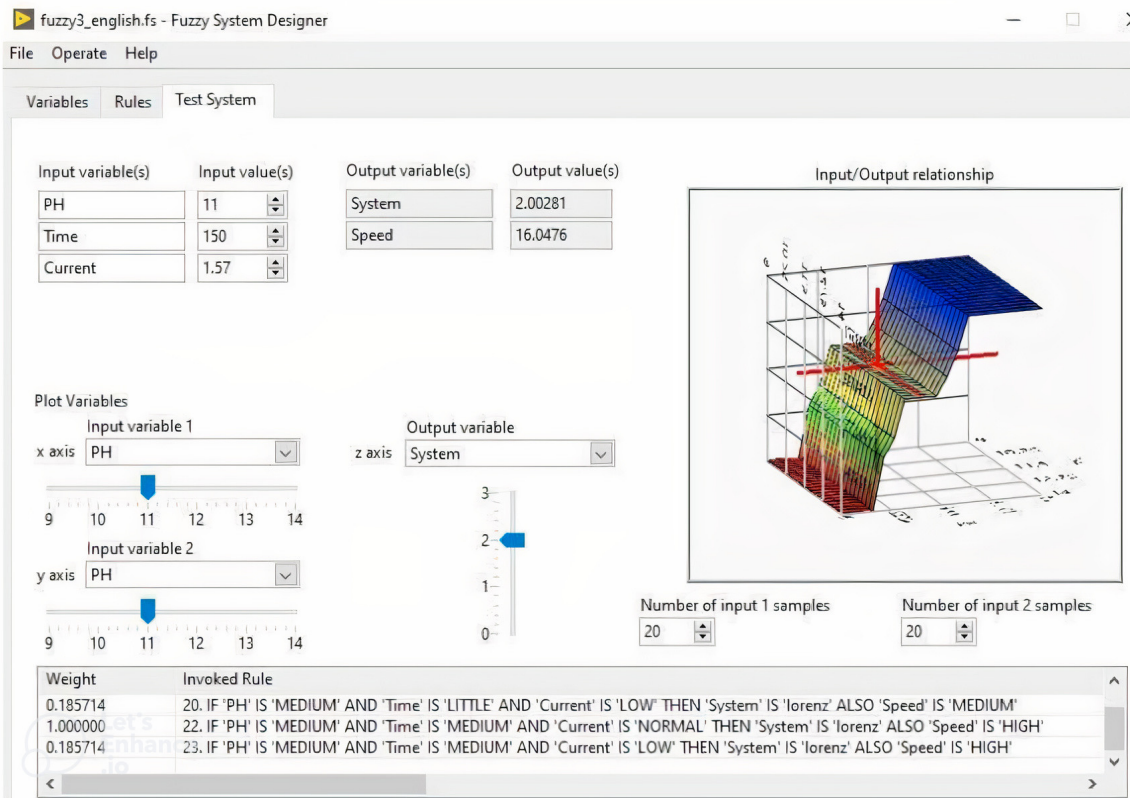 fuzzy3_english.fs - Fuzzy System Designer
File Operate Help
Variables Rules Test System
Input variable(s) Input value(s) Output variable(s) Output value(s) Input/Output relationship
PH 11 System 2.00281
Time 150 Speed 16.0476
Current 1.57
Plot Variables
Input variable 1 Output variable
x axis PH z axis System
9 10 11 12 13 14
3
2
1
0
Input variable 2
y axis PH
9 10 11 12 13 14
Number of input 1 samples Number of input 2 samples
20 20
Weight Invoked Rule
0.185714 20. IF 'PH' IS 'MEDIUM' AND 'Time' IS 'LITTLE' AND 'Current' IS 'LOW' THEN 'System' IS 'lorenz' ALSO 'Speed' IS 'MEDIUM'
1.000000 22. IF 'PH' IS 'MEDIUM' AND 'Time' IS 'MEDIUM' AND 'Current' IS 'NORMAL' THEN 'System' IS 'lorenz' ALSO 'Speed' IS 'HIGH'
0.185714 23. IF 'PH' IS 'MEDIUM' AND 'Time' IS 'MEDIUM' AND 'Current' IS 'LOW' THEN 'System' IS 'lorenz' ALSO 'Speed' IS 'HIGH'
Let's
Enhance
.io